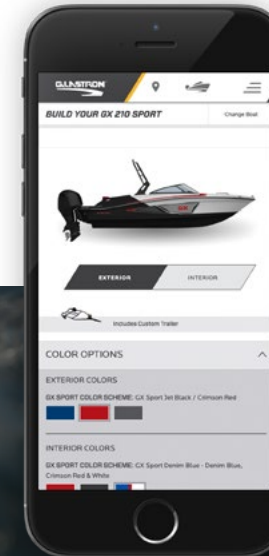 GLASTRON
BUILD YOUR GX 210 SPORT
Change Boat
EXTERIOR
INTERIOR
Includes Custom Trailer
COLOR OPTIONS
EXTERIOR COLORS
GX SPORT COLOR SCHEME: GX Sport Jet Black / Crimson Red
INTERIOR COLORS
GX SPORT COLOR SCHEME: GX Sport Denim Blue - Denim Blue,
Crimson Red & White